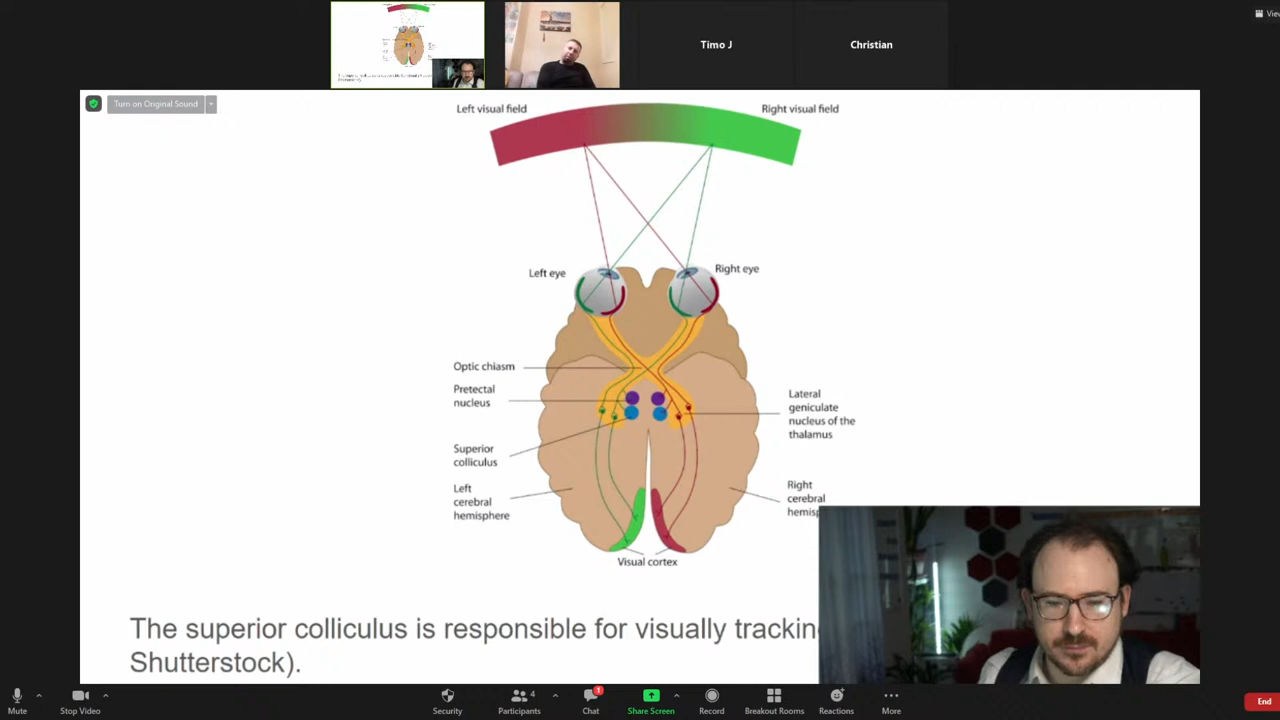 Vie
Timo J
Christian
Turn on Original Sound
Left visual field
Right visual field
Left eye
Right eye
Optic chiasm
Pretectal
nucleus
Lateral
geniculate
nucleus of the
thalamus
Superior
colliculus
Left
cerebral
hemisphere
Right
cerebral
Visual cortex
The superior colliculus is responsible for visually trackin
Shutterstock).
Mute
Stop Video
Security
4
Participants
1
Chat
Share Screen
Record
Breakout Rooms
Reactions
More
End